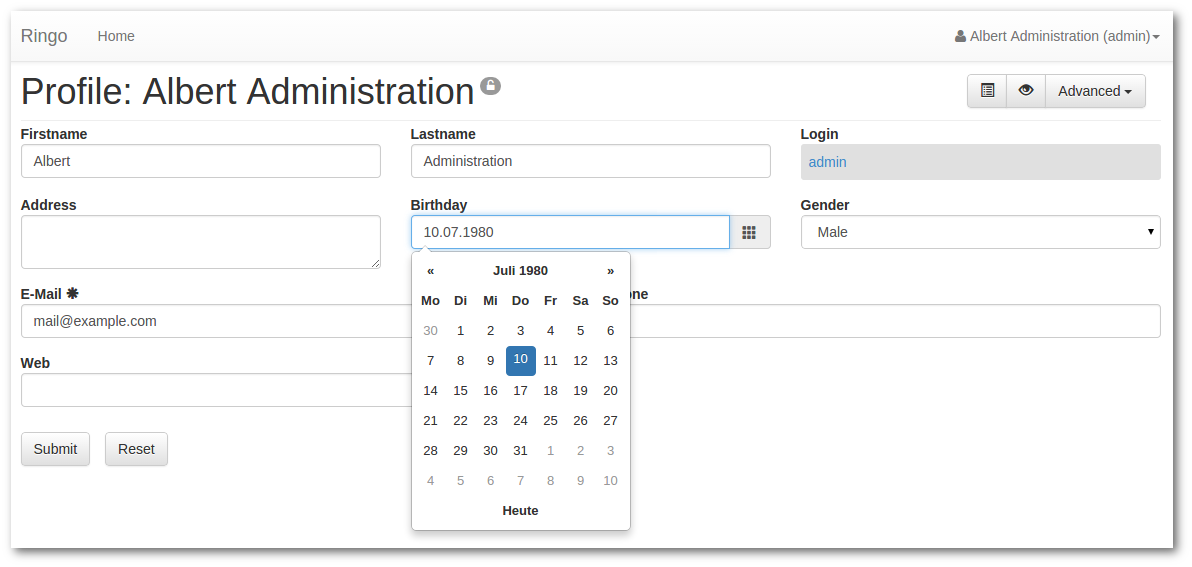 Ringo Home Albert Administration (admin)
Profile: Albert Administration Advanced
Firstname Lastname Login
Albert Administration admin
Address Birthday Gender
10.07.1980 Male
« Juli 1980 »
E-Mail
Mo Di Mi Do Fr Sa So
mail@example.com
30 1 2 3 4 5 6
Web
7 8 9 10 11 12 13
14 15 16 17 18 19 20
21 22 23 24 25 26 27
Submit Reset
28 29 30 31 1 2 3
4 5 6 7 8 9 10
Heute